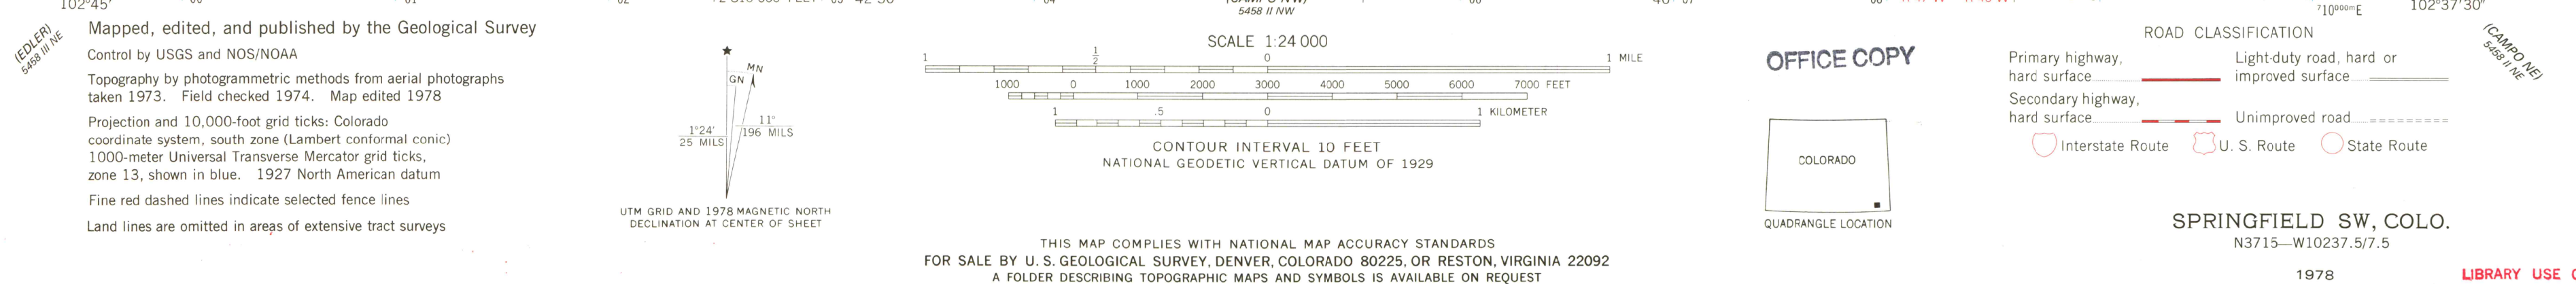 102°45'
(EDLER)
5458 III NE
Mapped, edited, and published by the Geological Survey
Control by USGS and NOS/NOAA
Topography by photogrammetric methods from aerial photographs
taken 1973. Field checked 1974. Map edited 1978
Projection and 10,000-foot grid ticks: Colorado
coordinate system, south zone (Lambert conformal conic)
1000-meter Universal Transverse Mercator grid ticks,
zone 13, shown in blue. 1927 North American datum
Fine red dashed lines indicate selected fence lines
Land lines are omitted in areas of extensive tract surveys
★
MN
GN
1°24'
25 MILS
11°
196 MILS
UTM GRID AND 1978 MAGNETIC NORTH
DECLINATION AT CENTER OF SHEET
5458 II NW
SCALE 1:24 000
1 ½ 0 1 MILE
1000 0 1000 2000 3000 4000 5000 6000 7000 FEET
1 .5 0 1 KILOMETER
CONTOUR INTERVAL 10 FEET
NATIONAL GEODETIC VERTICAL DATUM OF 1929
THIS MAP COMPLIES WITH NATIONAL MAP ACCURACY STANDARDS
FOR SALE BY U. S. GEOLOGICAL SURVEY, DENVER, COLORADO 80225, OR RESTON, VIRGINIA 22092
A FOLDER DESCRIBING TOPOGRAPHIC MAPS AND SYMBOLS IS AVAILABLE ON REQUEST
OFFICE COPY
COLORADO
QUADRANGLE LOCATION
710000mE
102°37'30"
(CAMPO NE)
5458 II NE
ROAD CLASSIFICATION
Primary highway,
hard surface
Light-duty road, hard or
improved surface
Secondary highway,
hard surface
Unimproved road
Interstate Route U. S. Route State Route
SPRINGFIELD SW, COLO.
N3715—W10237.5/7.5
1978
LIBRARY USE